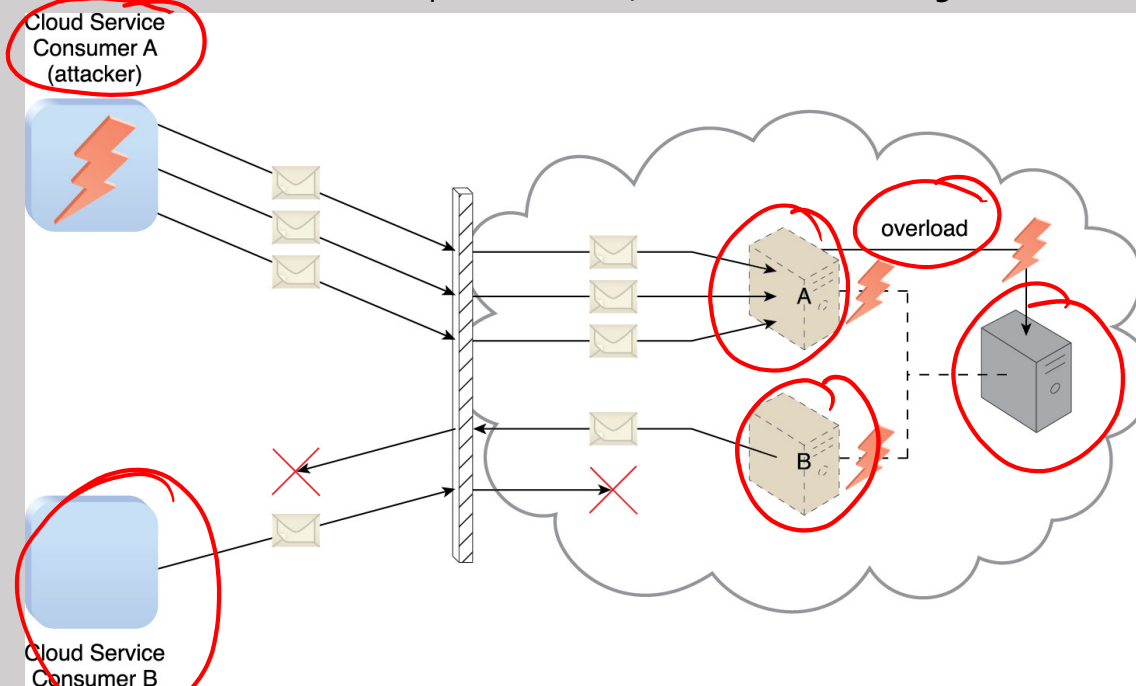 Cloud Service
Consumer A
(attacker)
overload
A
B
Cloud Service
Consumer B